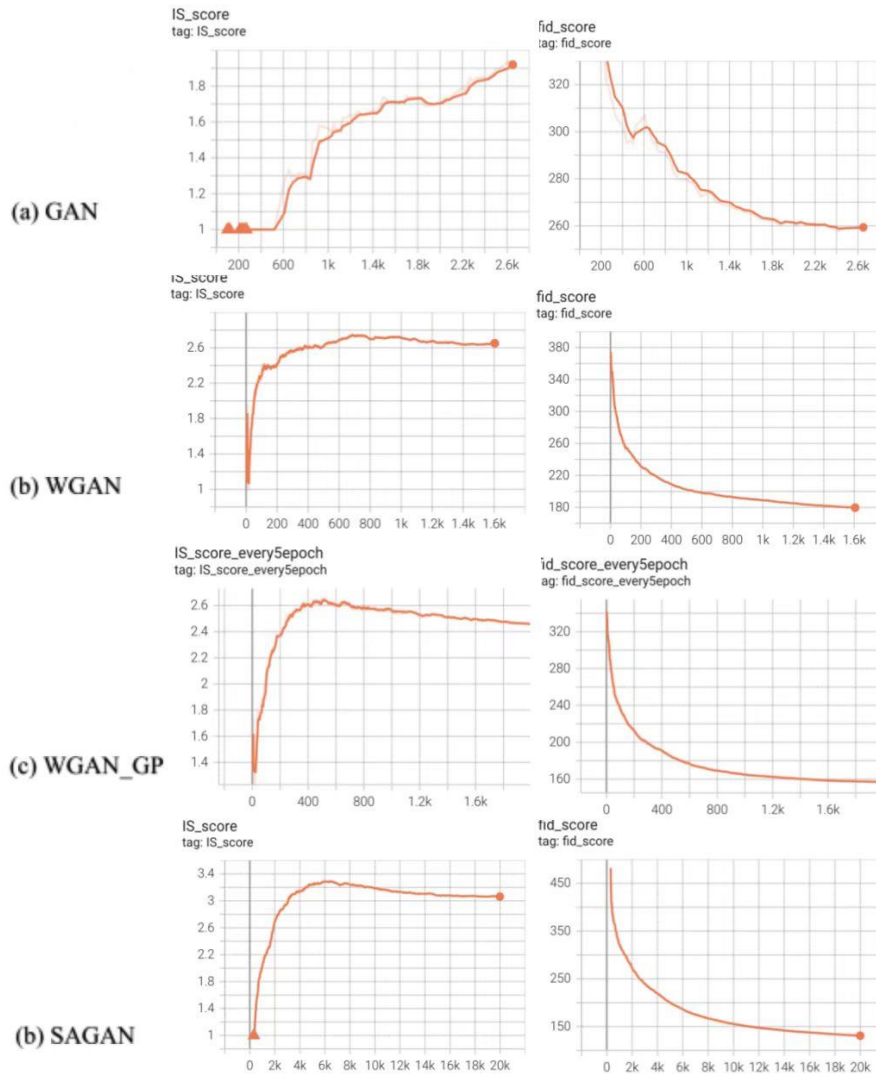 IS_score
tag: IS_score
1.8
1.6
1.4
1.2
1
200 600 1k 1.4k 1.8k 2.2k 2.6k
fid_score
tag: fid_score
320
300
280
260
200 600 1k 1.4k 1.8k 2.2k 2.6k
(a) GAN
IS_score
tag: IS_score
2.6
2.2
1.8
1.4
1
0 200 400 600 800 1k 1.2k 1.4k 1.6k
fid_score
tag: fid_score
380
340
300
260
220
180
0 200 400 600 800 1k 1.2k 1.4k 1.6k
(b) WGAN
IS_score_every5epoch
tag: IS_score_every5epoch
2.6
2.4
2.2
2
1.8
1.6
1.4
0 400 800 1.2k 1.6k
fid_score_every5epoch
tag: fid_score_every5epoch
320
280
240
200
160
0 400 800 1.2k 1.6k
(c) WGAN_GP
IS_score
tag: IS_score
3.4
3
2.6
2.2
1.8
1.4
1
0 2k 4k 6k 8k 10k 12k 14k 16k 18k 20k
fid_score
tag: fid_score
450
350
250
150
0 2k 4k 6k 8k 10k 12k 14k 16k 18k 20k
(b) SAGAN